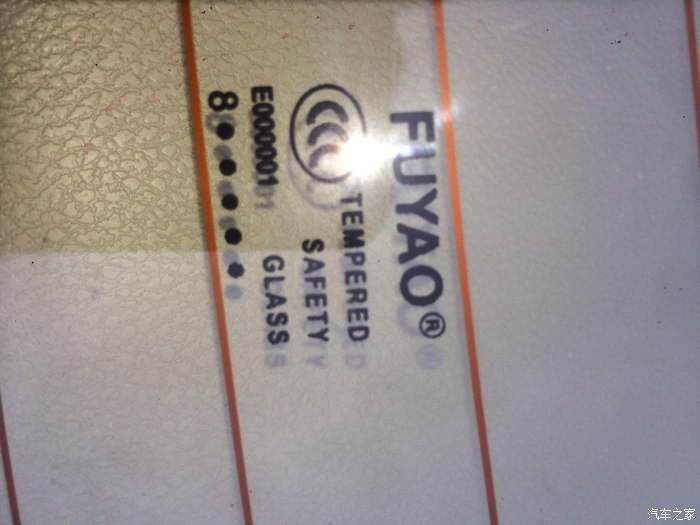 FUYAO®
CCC
TEMPERED
SAFETY
GLASS
E000001
8•••••
汽车之家